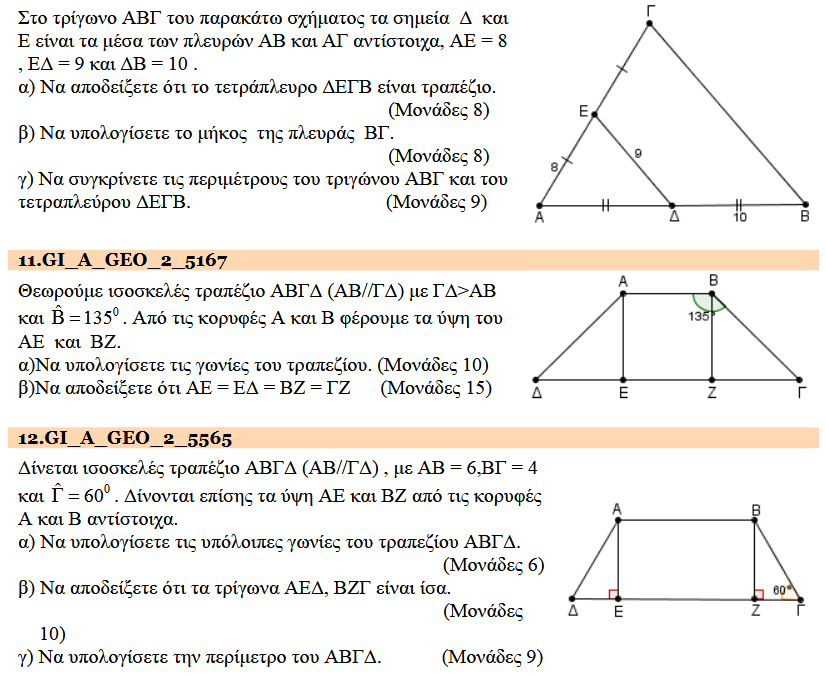 Στο τρίγωνο ΑΒΓ του παρακάτω σχήματος τα σημεία Δ και
Ε είναι τα μέσα των πλευρών ΑΒ και ΑΓ αντίστοιχα, ΑΕ = 8
, ΕΔ = 9 και ΔΒ = 10 .
α) Να αποδείξετε ότι το τετράπλευρο ΔΕΓΒ είναι τραπέζιο.
(Μονάδες 8)
β) Να υπολογίσετε το μήκος της πλευράς ΒΓ.
(Μονάδες 8)
γ) Να συγκρίνετε τις περιμέτρους του τριγώνου ΑΒΓ και του
τετραπλεύρου ΔΕΓΒ. (Μονάδες 9)
Γ
Ε
8
9
Α
Δ
10
Β
11.GI_A_GEO_2_5167
Θεωρούμε ισοσκελές τραπέζιο ΑΒΓΔ (ΑΒ//ΓΔ) με ΓΔ>ΑΒ
και B̂ = 135⁰ . Από τις κορυφές Α και Β φέρουμε τα ύψη του
ΑΕ και ΒΖ.
α)Να υπολογίσετε τις γωνίες του τραπεζίου. (Μονάδες 10)
β)Να αποδείξετε ότι ΑΕ = ΕΔ = ΒΖ = ΓΖ (Μονάδες 15)
Α
Β
135°
Δ
Ε
Ζ
Γ
12.GI_A_GEO_2_5565
Δίνεται ισοσκελές τραπέζιο ΑΒΓΔ (ΑΒ//ΓΔ) , με ΑΒ = 6,ΒΓ = 4
και Γ̂ = 60⁰ . Δίνονται επίσης τα ύψη ΑΕ και ΒΖ από τις κορυφές
Α και Β αντίστοιχα.
α) Να υπολογίσετε τις υπόλοιπες γωνίες του τραπεζίου ΑΒΓΔ.
(Μονάδες 6)
β) Να αποδείξετε ότι τα τρίγωνα ΑΕΔ, ΒΖΓ είναι ίσα.
(Μονάδες
10)
γ) Να υπολογίσετε την περίμετρο του ΑΒΓΔ. (Μονάδες 9)
Α
Β
60°
Δ
Ε
Ζ
Γ